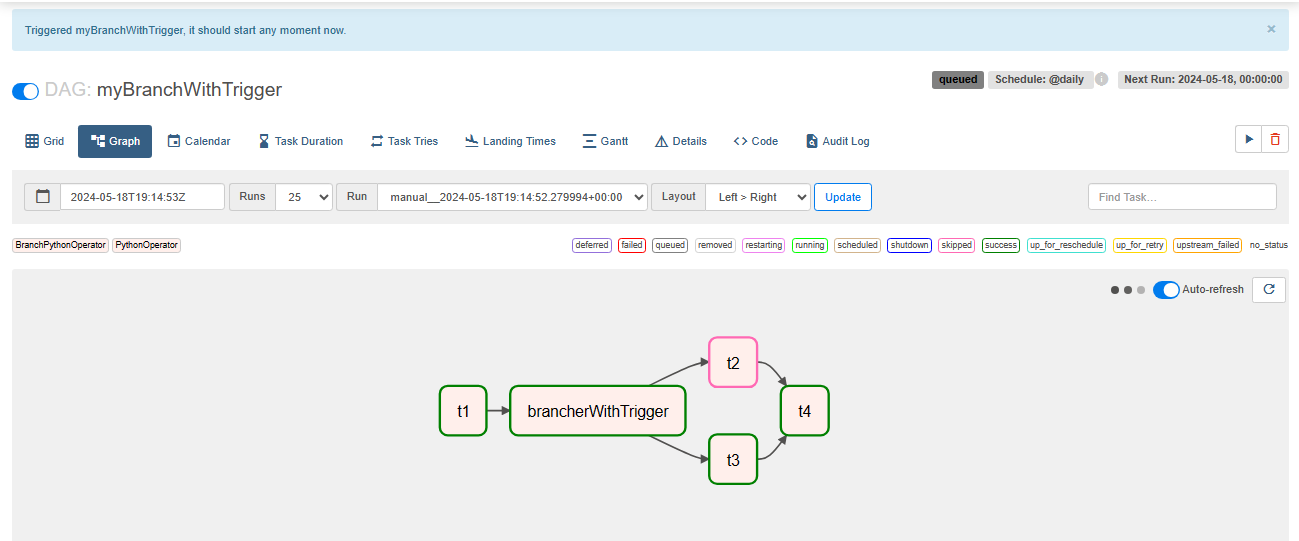 Triggered myBranchWithTrigger, it should start any moment now. ×
DAG: myBranchWithTrigger
queued Schedule: @daily i Next Run: 2024-05-18, 00:00:00
Grid Graph Calendar Task Duration Task Tries Landing Times Gantt Details <> Code Audit Log
2024-05-18T19:14:53Z Runs 25 Run manual__2024-05-18T19:14:52.279994+00:00 Layout Left > Right Update Find Task...
BranchPythonOperator PythonOperator deferred failed queued removed restarting running scheduled shutdown skipped success up_for_reschedule up_for_retry upstream_failed no_status
Auto-refresh
t2
t1 brancherWithTrigger t4
t3